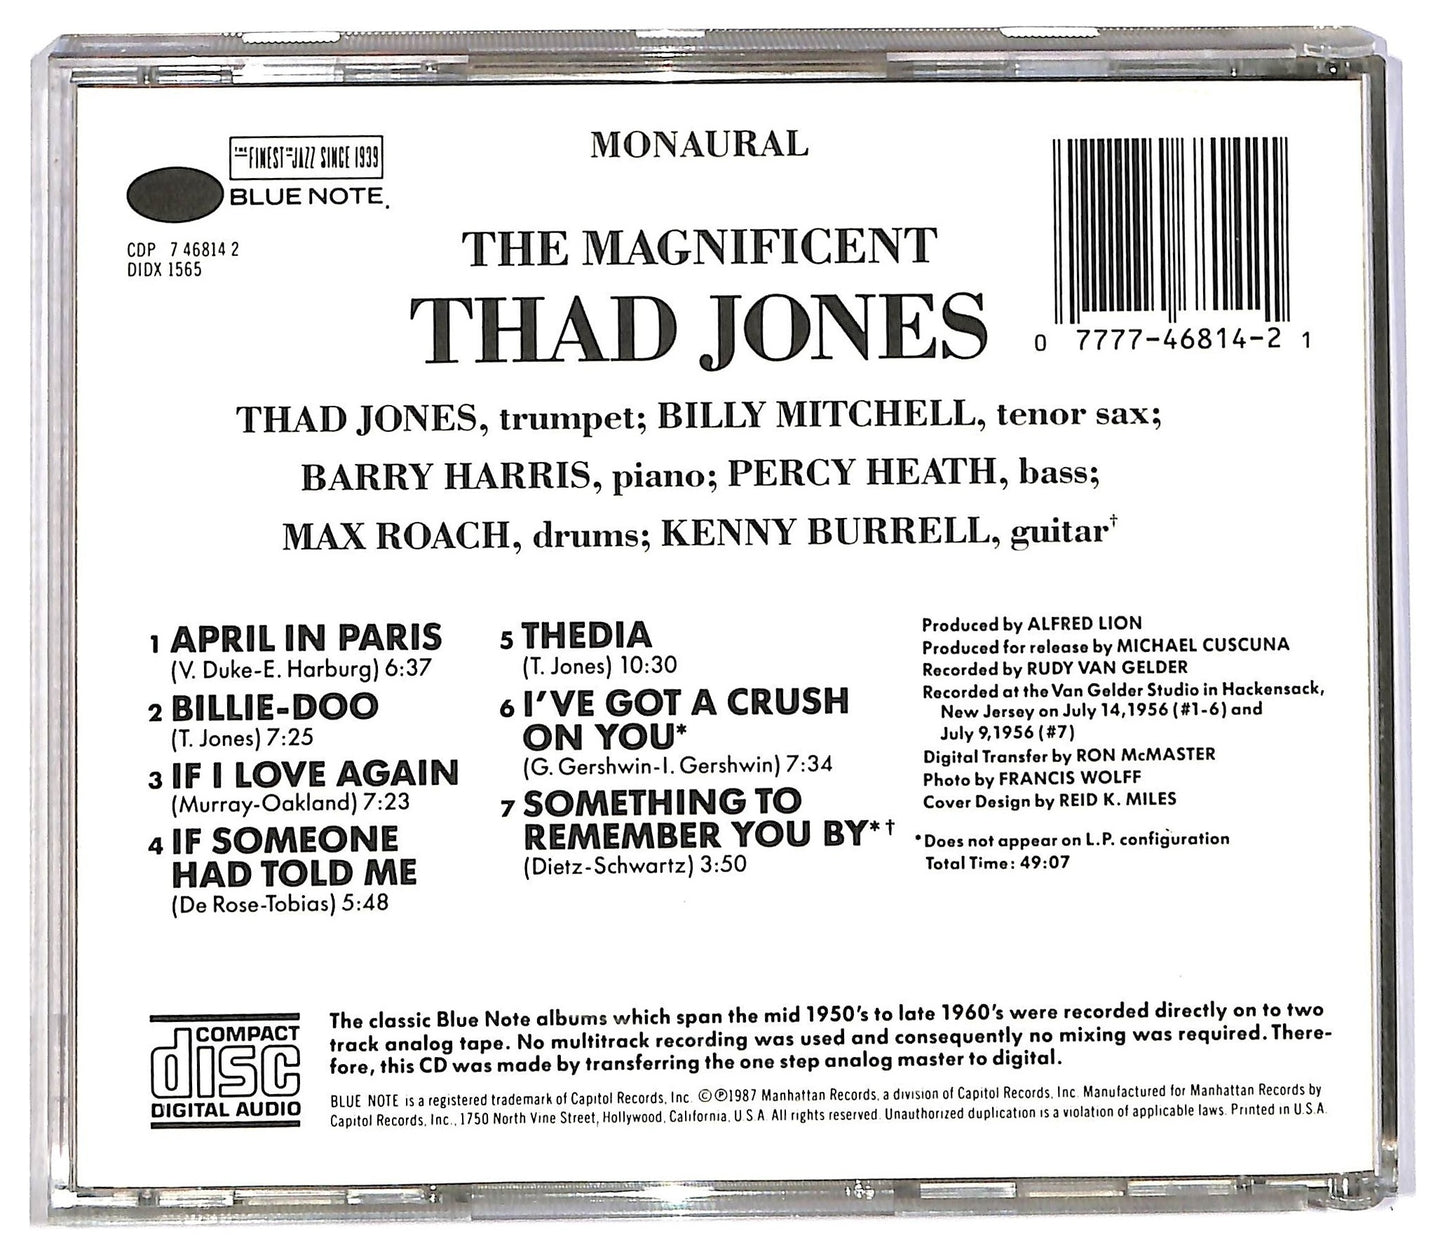 MONAURAL
THE FINEST IN JAZZ SINCE 1939
BLUE NOTE.
CDP 7 46814 2
DIDX 1565
THE MAGNIFICENT
THAD JONES
0 7777-46814-2 1
THAD JONES, trumpet; BILLY MITCHELL, tenor sax;
BARRY HARRIS, piano; PERCY HEATH, bass;
MAX ROACH, drums; KENNY BURRELL, guitar†
1 APRIL IN PARIS
(V. Duke-E. Harburg) 6:37
2 BILLIE-DOO
(T. Jones) 7:25
3 IF I LOVE AGAIN
(Murray-Oakland) 7:23
4 IF SOMEONE
HAD TOLD ME
(De Rose-Tobias) 5:48
5 THEDIA
(T. Jones) 10:30
6 I'VE GOT A CRUSH
ON YOU*
(G. Gershwin-I. Gershwin) 7:34
7 SOMETHING TO
REMEMBER YOU BY*†
(Dietz-Schwartz) 3:50
Produced by ALFRED LION
Produced for release by MICHAEL CUSCUNA
Recorded by RUDY VAN GELDER
Recorded at the Van Gelder Studio in Hackensack,
New Jersey on July 14, 1956 (#1-6) and
July 9, 1956 (#7)
Digital Transfer by RON McMASTER
Photo by FRANCIS WOLFF
Cover Design by REID K. MILES
*Does not appear on L.P. configuration
Total Time: 49:07
COMPACT
disc
DIGITAL AUDIO
The classic Blue Note albums which span the mid 1950's to late 1960's were recorded directly on to two
track analog tape. No multitrack recording was used and consequently no mixing was required. There-
fore, this CD was made by transferring the one step analog master to digital.
BLUE NOTE is a registered trademark of Capitol Records, Inc. ©℗1987 Manhattan Records, a division of Capitol Records, Inc. Manufactured for Manhattan Records by
Capitol Records, Inc., 1750 North Vine Street, Hollywood, California, U.S.A. All rights reserved. Unauthorized duplication is a violation of applicable laws. Printed in U.S.A.